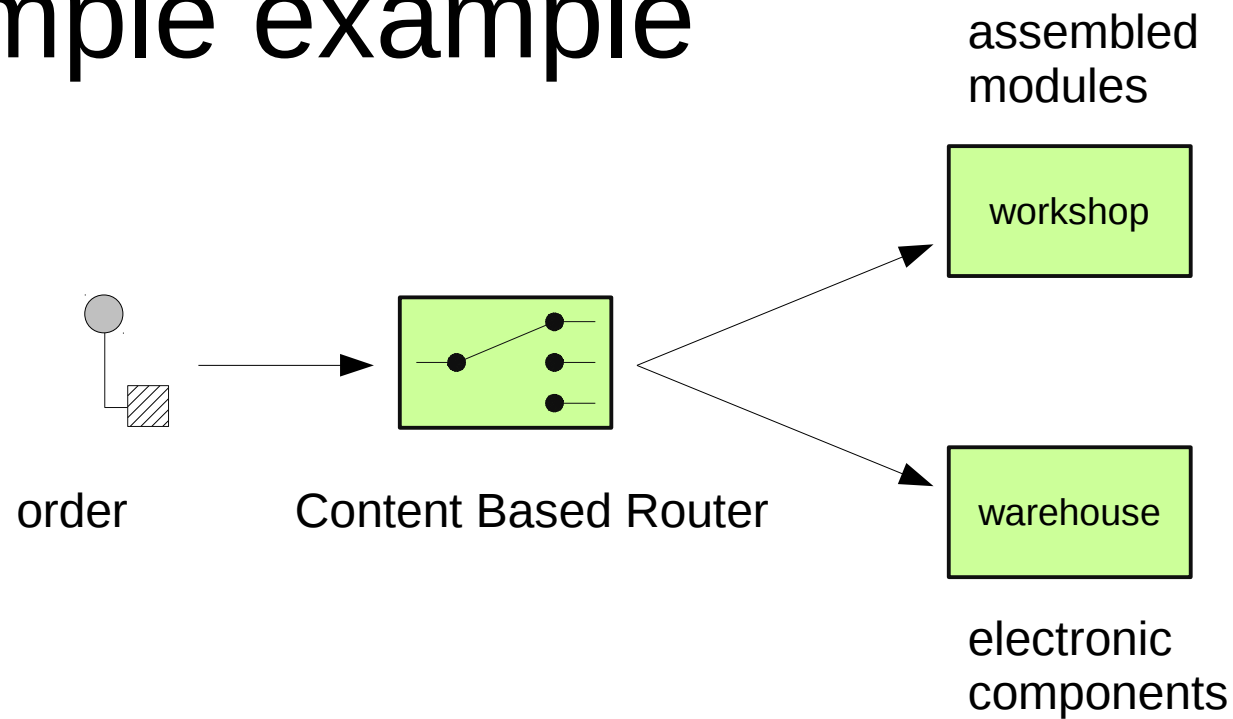 mple example
assembled
modules
workshop
order
Content Based Router
warehouse
electronic
components